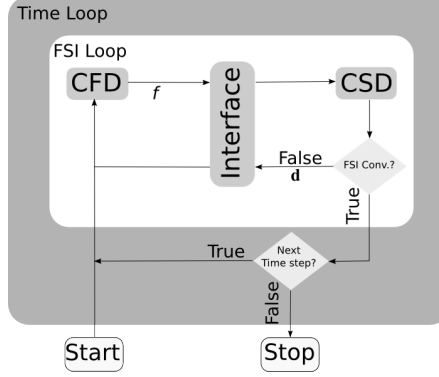 Time Loop
FSI Loop
CFD
f
Interface
CSD
False
d
FSI Conv.?
True
Next
Time step?
True
False
Start
Stop